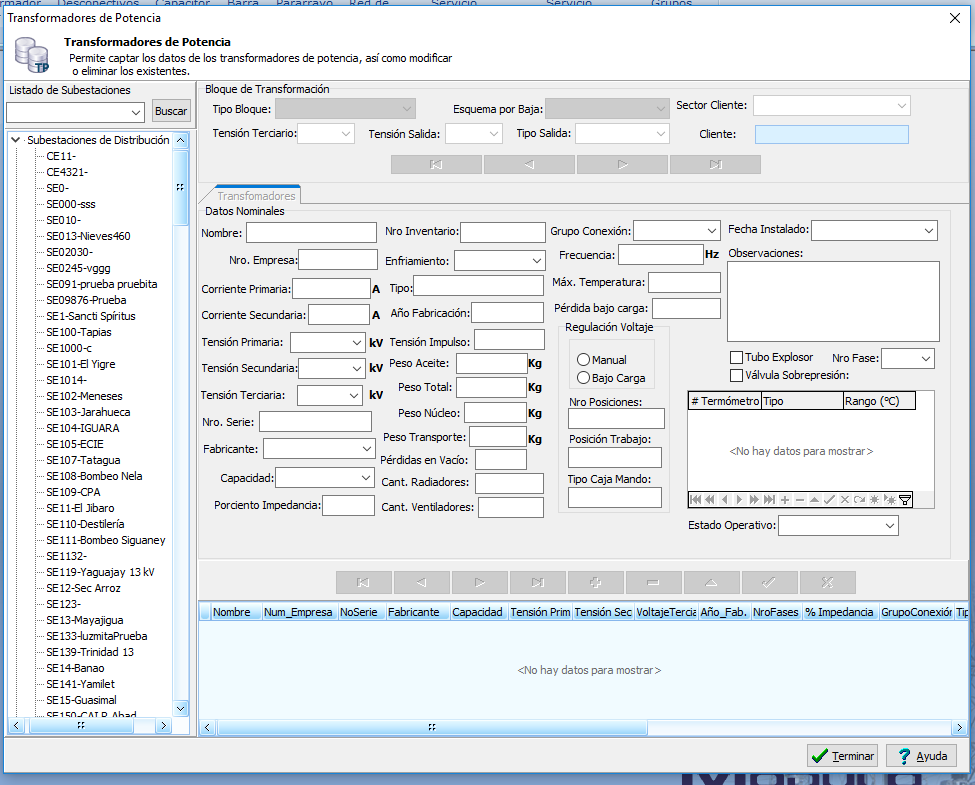 Desconectivos Capacitor Barra Pararrayo Red de Servicio Servicio Grupos
Transformadores de Potencia
Transformadores de Potencia
Permite captar los datos de los transformadores de potencia, así como modificar
o eliminar los existentes.
TP
Listado de Subestaciones
Buscar
Subestaciones de Distribución
CE11-
CE4321-
SE0-
SE000-sss
SE010-
SE013-Nieves460
SE02030-
SE0245-vggg
SE091-prueba pruebita
SE09876-Prueba
SE1-Sancti Spíritus
SE100-Tapias
SE1000-c
SE101-El Yigre
SE1014-
SE102-Meneses
SE103-Jarahueca
SE104-IGUARA
SE105-ECIE
SE107-Tatagua
SE108-Bombeo Nela
SE109-CPA
SE11-El Jibaro
SE110-Destilería
SE111-Bombeo Siguaney
SE1132-
SE119-Yaguajay 13 kV
SE12-Sec Arroz
SE123-
SE13-Mayajigua
SE133-luzmitaPrueba
SE139-Trinidad 13
SE14-Banao
SE141-Yamilet
SE15-Guasimal
SE150-CAI R.Abad
Bloque de Transformación
Tipo Bloque: Esquema por Baja: Sector Cliente:
Tensión Terciario: Tensión Salida: Tipo Salida: Cliente:
Transfomadores
Datos Nominales
Nombre: Nro Inventario: Grupo Conexión: Fecha Instalado:
Nro. Empresa: Enfriamiento: Frecuencia: Hz Observaciones:
Corriente Primaria: A Tipo: Máx. Temperatura:
Corriente Secundaria: A Año Fabricación: Pérdida bajo carga:
Regulación Voltaje
Tensión Primaria: kV Tensión Impulso: Manual
Tubo Explosor Nro Fase:
Tensión Secundaria: kV Peso Aceite: Kg Bajo Carga
Válvula Sobrepresión:
Tensión Terciaria: kV Peso Total: Kg Nro Posiciones:
# Termómetro Tipo Rango (ºC)
Nro. Serie: Peso Núcleo: Kg
Fabricante: Peso Transporte: Kg Posición Trabajo:
<No hay datos para mostrar>
Pérdidas en Vacío:
Capacidad: Cant. Radiadores: Tipo Caja Mando:
Porciento Impedancia: Cant. Ventiladores:
Estado Operativo:
Nombre Num_Empresa NoSerie Fabricante Capacidad Tensión Prim Tensión Sec VoltajeTercia Año_Fab. NroFases % Impedancia GrupoConexión Tip
<No hay datos para mostrar>
Terminar
Ayuda